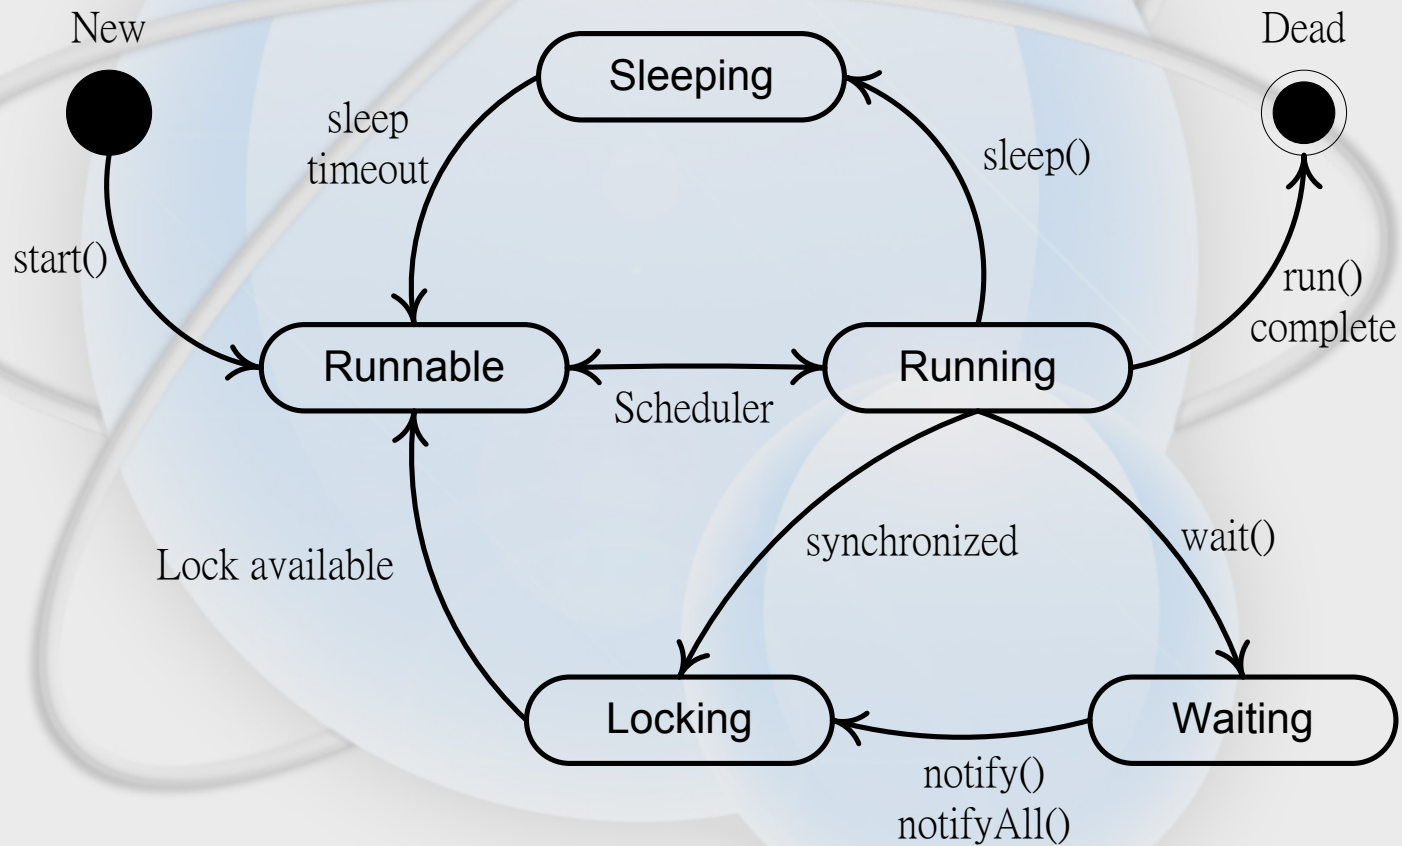 New
Dead
Sleeping
sleep
timeout
sleep()
start()
run()
complete
Runnable
Running
Scheduler
synchronized
wait()
Lock available
Locking
Waiting
notify()
notifyAll()